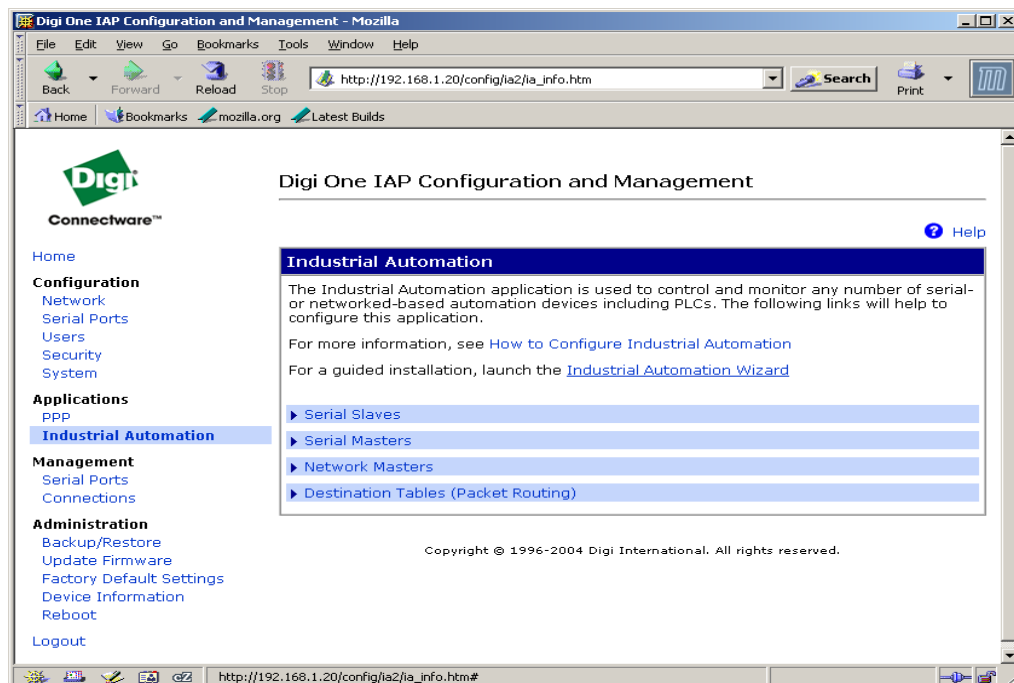 Digi One IAP Configuration and Management - Mozilla
File Edit View Go Bookmarks Tools Window Help
Back Forward Reload Stop http://192.168.1.20/config/ia2/ia_info.htm Search Print
Home Bookmarks mozilla.org Latest Builds
Digi
Connectware™
Digi One IAP Configuration and Management
? Help
Home
Configuration
Network
Serial Ports
Users
Security
System
Applications
PPP
Industrial Automation
Management
Serial Ports
Connections
Administration
Backup/Restore
Update Firmware
Factory Default Settings
Device Information
Reboot
Logout
Industrial Automation
The Industrial Automation application is used to control and monitor any number of serial-
or networked-based automation devices including PLCs. The following links will help to
configure this application.
For more information, see How to Configure Industrial Automation
For a guided installation, launch the Industrial Automation Wizard
Serial Slaves
Serial Masters
Network Masters
Destination Tables (Packet Routing)
Copyright © 1996-2004 Digi International. All rights reserved.
http://192.168.1.20/config/ia2/ia_info.htm#